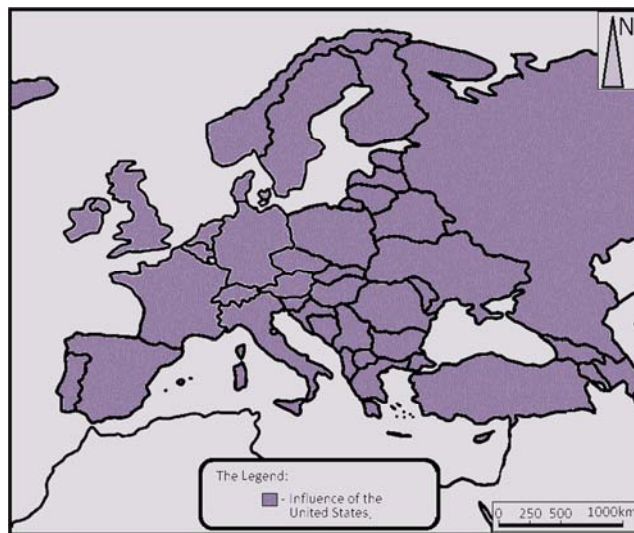 N
The Legend:
- Influence of the
United States,
0 250 500 1000km